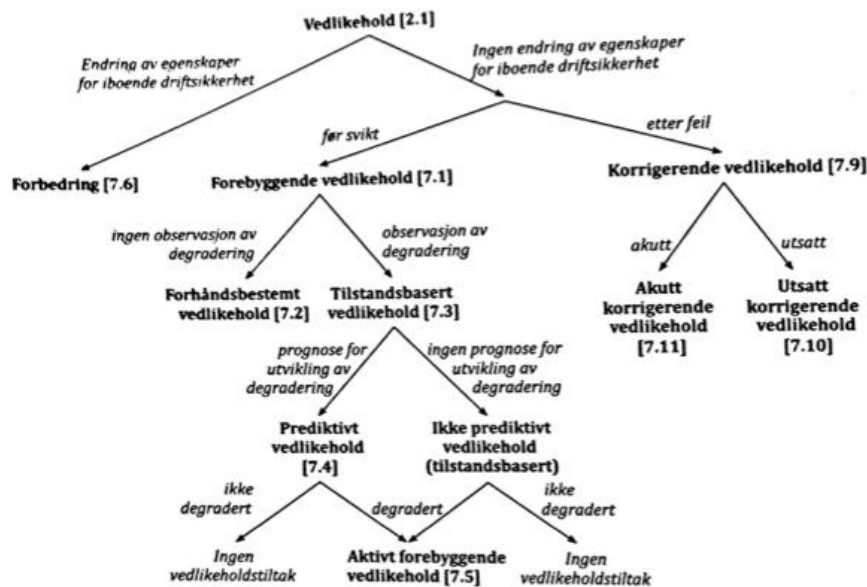 Vedlikehold [2.1]
Endring av egenskaper
for iboende driftsikkerhet
Ingen endring av egenskaper
for iboende driftsikkerhet
før svikt
etter feil
Forbedring [7.6]
Forebyggende vedlikehold [7.1]
Korrigerende vedlikehold [7.9]
ingen observasjon av
degradering
observasjon av
degradering
akutt
utsatt
Forhåndsbestemt
vedlikehold [7.2]
Tilstandsbasert
vedlikehold [7.3]
Akutt
korrigerende
vedlikehold
[7.11]
Utsatt
korrigerende
vedlikehold
[7.10]
prognose for
utvikling av
degradering
ingen prognose for
utvikling av
degradering
Prediktivt
vedlikehold
[7.4]
Ikke prediktivt
vedlikehold
(tilstandsbasert)
ikke
degradert
degradert
ikke
degradert
Ingen
vedlikeholdstiltak
Aktivt forebyggende
vedlikehold [7.5]
Ingen
vedlikeholdstiltak